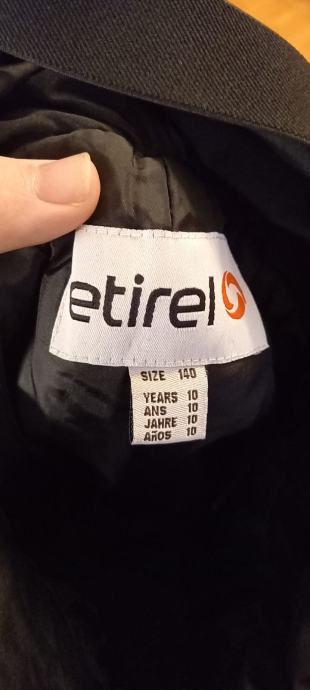 etirel
SIZE 140
YEARS 10
ANS 10
JAHRE 10
AÑOS 10